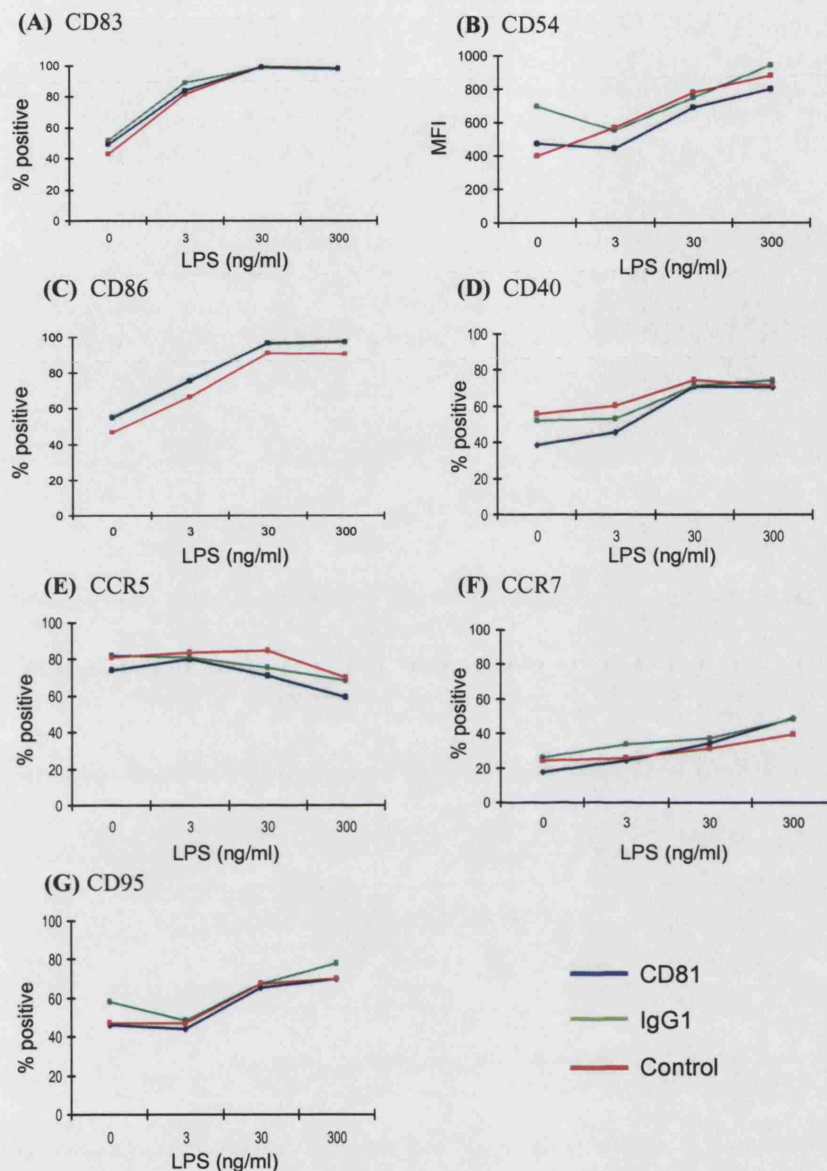 (A) CD83
% positive
100
80
60
40
20
0
0 3 30 300
LPS (ng/ml)
(B) CD54
MFI
1000
800
600
400
200
0
0 3 30 300
LPS (ng/ml)
(C) CD86
% positive
100
80
60
40
20
0
0 3 30 300
LPS (ng/ml)
(D) CD40
% positive
100
80
60
40
20
0
0 3 30 300
LPS (ng/ml)
(E) CCR5
% positive
100
80
60
40
20
0
0 3 30 300
LPS (ng/ml)
(F) CCR7
% positive
100
80
60
40
20
0
0 3 30 300
LPS (ng/ml)
(G) CD95
% positive
100
80
60
40
20
0
0 3 30 300
LPS (ng/ml)
CD81
IgG1
Control